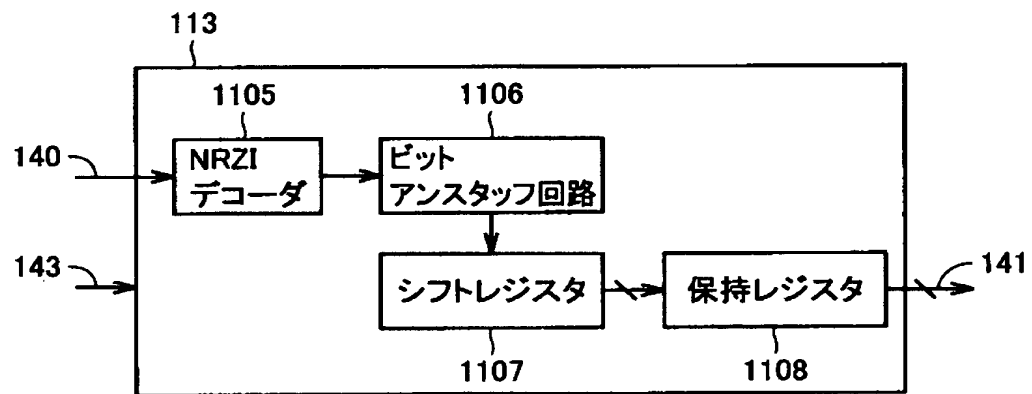 113
1105
1106
140
NRZI
デコーダ
ビット
アンスタッフ回路
143
シフトレジスタ
保持レジスタ
141
1107
1108